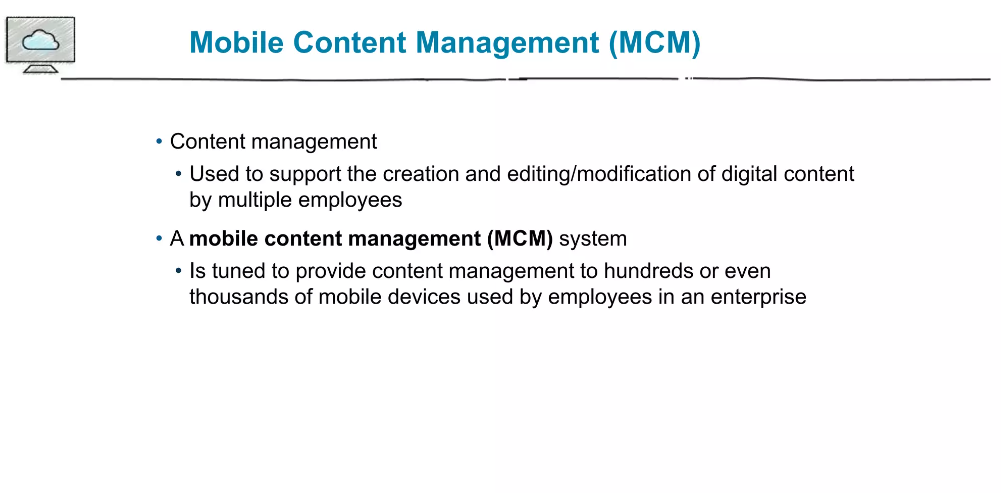 Mobile Content Management (MCM)
• Content management
• Used to support the creation and editing/modification of digital content
by multiple employees
• A mobile content management (MCM) system
• Is tuned to provide content management to hundreds or even
thousands of mobile devices used by employees in an enterprise